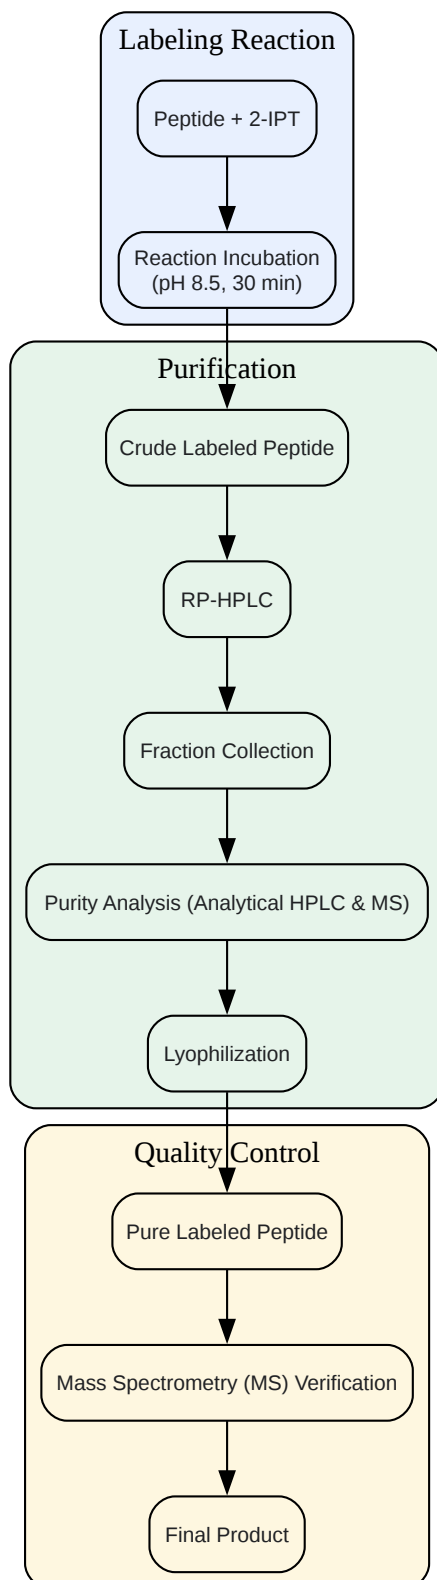 Labeling Reaction
Peptide + 2-IPT
Reaction Incubation
(pH 8.5, 30 min)
Purification
Crude Labeled Peptide
RP-HPLC
Fraction Collection
Purity Analysis (Analytical HPLC & MS)
Lyophilization
Quality Control
Pure Labeled Peptide
Mass Spectrometry (MS) Verification
Final Product